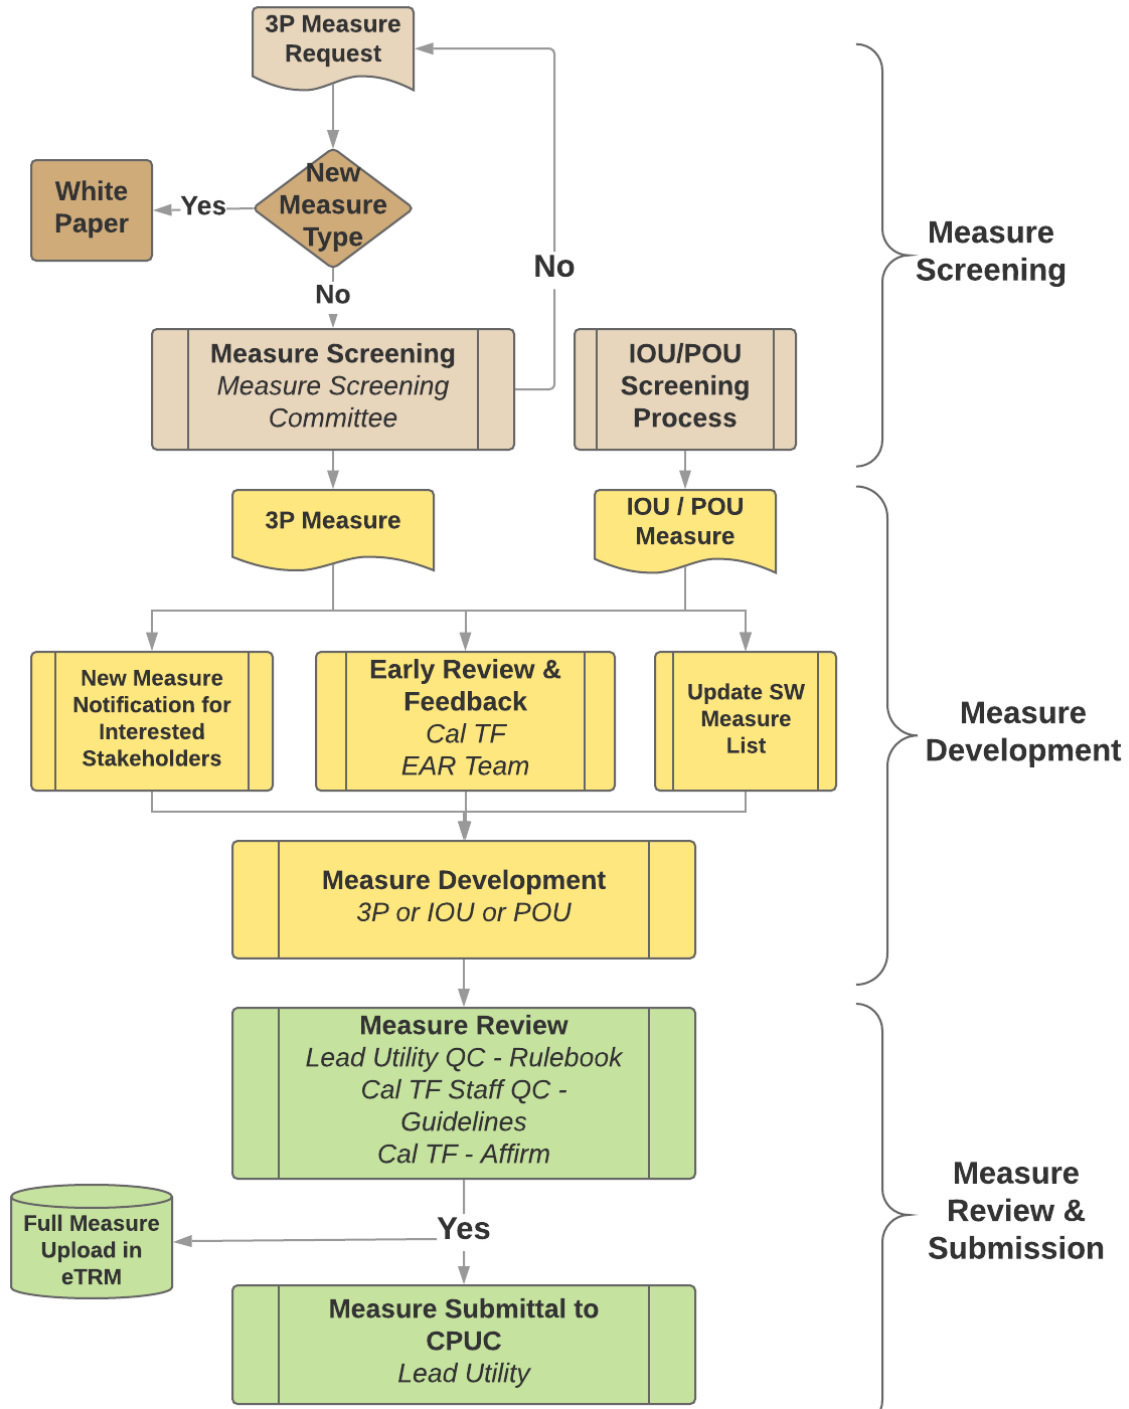 3P Measure
Request
New
Measure
Type
Yes
White
Paper
No
No
Measure
Screening
Measure Screening
Measure Screening
Committee
IOU/POU
Screening
Process
3P Measure
IOU / POU
Measure
New Measure
Notification for
Interested
Stakeholders
Early Review &
Feedback
Cal TF
EAR Team
Update SW
Measure
List
Measure
Development
Measure Development
3P or IOU or POU
Measure Review
Lead Utility QC - Rulebook
Cal TF Staff QC -
Guidelines
Cal TF - Affirm
Measure
Review &
Submission
Yes
Full Measure
Upload in
eTRM
Measure Submittal to
CPUC
Lead Utility